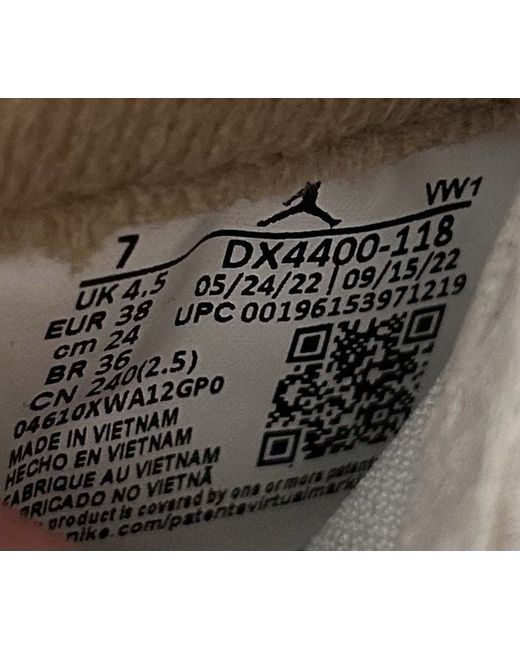 VW1
7 DX4400-118
UK 4.5 05/24/22 | 09/15/22
EUR 38 UPC 00196153971219
cm 24
BR 36
CN 240(2.5)
04610XWA12GP0
MADE IN VIETNAM
HECHO EN VIETNAM
FABRIQUE AU VIETNAM
BRICADO NO VIETNÃ
product is covered by one or more patents
nike.com/patentsvirtualmark